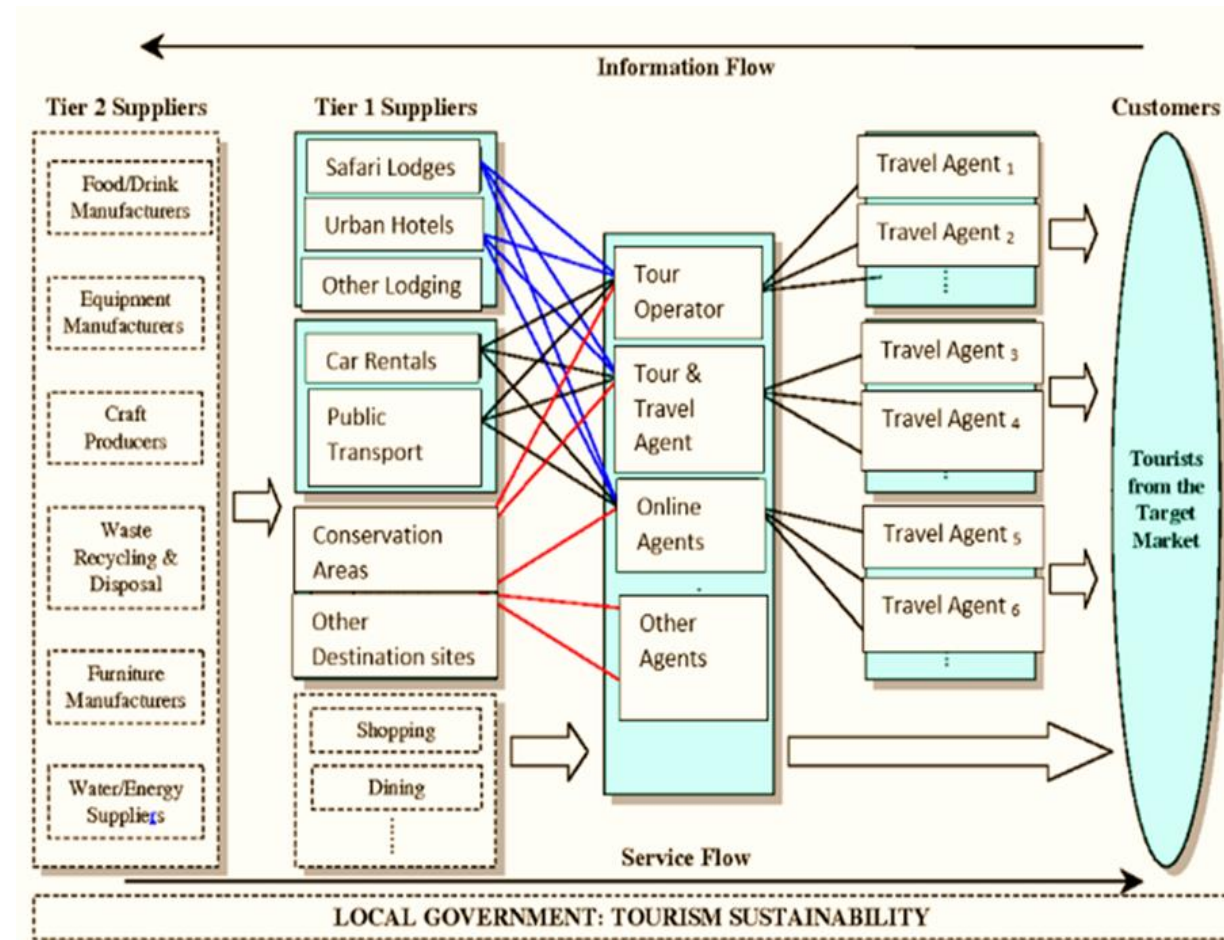 Information Flow
Tier 2 Suppliers
Tier 1 Suppliers
Customers
Food/Drink
Manufacturers
Equipment
Manufacturers
Craft
Producers
Waste
Recycling &
Disposal
Furniture
Manufacturers
Water/Energy
Suppliers
Safari Lodges
Urban Hotels
Other Lodging
Car Rentals
Public
Transport
Conservation
Areas
Other
Destination sites
Shopping
Dining
Tour
Operator
Tour &
Travel
Agent
Online
Agents
Other
Agents
Travel Agent 1
Travel Agent 2
Travel Agent 3
Travel Agent 4
Travel Agent 5
Travel Agent 6
Tourists
from the
Target
Market
Service Flow
LOCAL GOVERNMENT: TOURISM SUSTAINABILITY